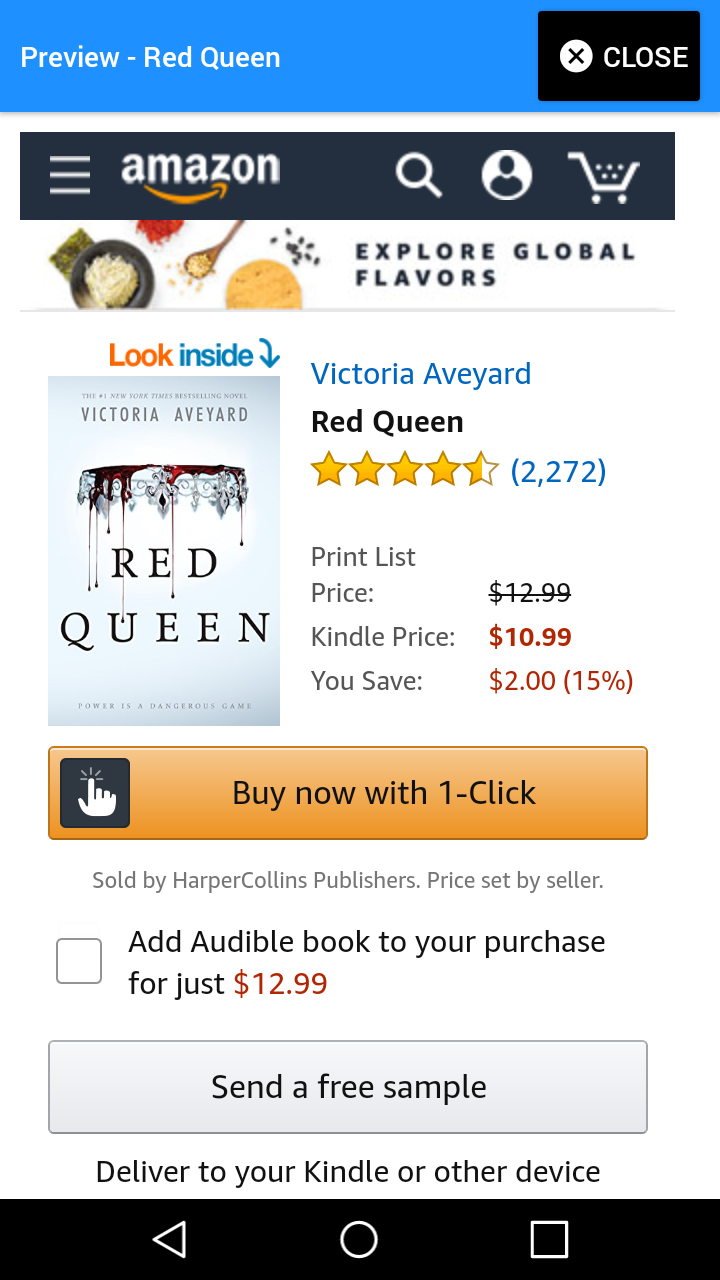 Preview - Red Queen
CLOSE
amazon
EXPLORE GLOBAL
FLAVORS
Look inside
THE #1 NEW YORK TIMES BESTSELLING NOVEL
VICTORIA AVEYARD
RED
QUEEN
POWER IS A DANGEROUS GAME
Victoria Aveyard
Red Queen
(2,272)
Print List
Price: $12.99
Kindle Price: $10.99
You Save: $2.00 (15%)
Buy now with 1-Click
Sold by HarperCollins Publishers. Price set by seller.
Add Audible book to your purchase
for just $12.99
Send a free sample
Deliver to your Kindle or other device